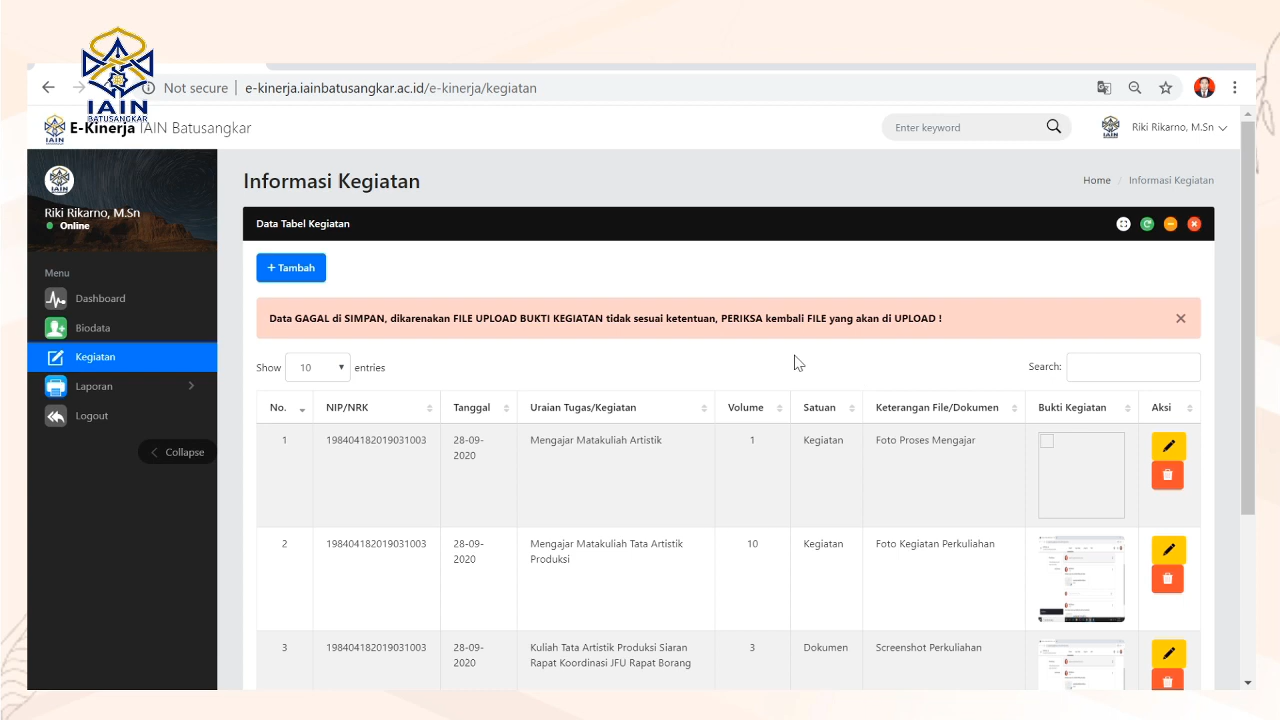 IAIN
BATUSANGKAR
Not secure
e-kinerja.iainbatusangkar.ac.id/e-kinerja/kegiatan
E-Kinerja IAIN Batusangkar
Enter keyword
Riki Rikarno, M.Sn
IAIN
Riki Rikarno, M.Sn
Online
Menu
Dashboard
Biodata
Kegiatan
Laporan
Logout
Collapse
Informasi Kegiatan
Home / Informasi Kegiatan
Data Tabel Kegiatan
+ Tambah
Data GAGAL di SIMPAN, dikarenakan FILE UPLOAD BUKTI KEGIATAN tidak sesuai ketentuan, PERIKSA kembali FILE yang akan di UPLOAD !
Show 10 entries
Search:
No. NIP/NRK Tanggal Uraian Tugas/Kegiatan Volume Satuan Keterangan File/Dokumen Bukti Kegiatan Aksi
1 198404182019031003 28-09- Mengajar Matakuliah Artistik 1 Kegiatan Foto Proses Mengajar
2020
2 198404182019031003 28-09- Mengajar Matakuliah Tata Artistik 10 Kegiatan Foto Kegiatan Perkuliahan
2020 Produksi
3 198404182019031003 28-09- Kuliah Tata Artistik Produksi Siaran 3 Dokumen Screenshot Perkuliahan
2020 Rapat Koordinasi JFU Rapat Borang